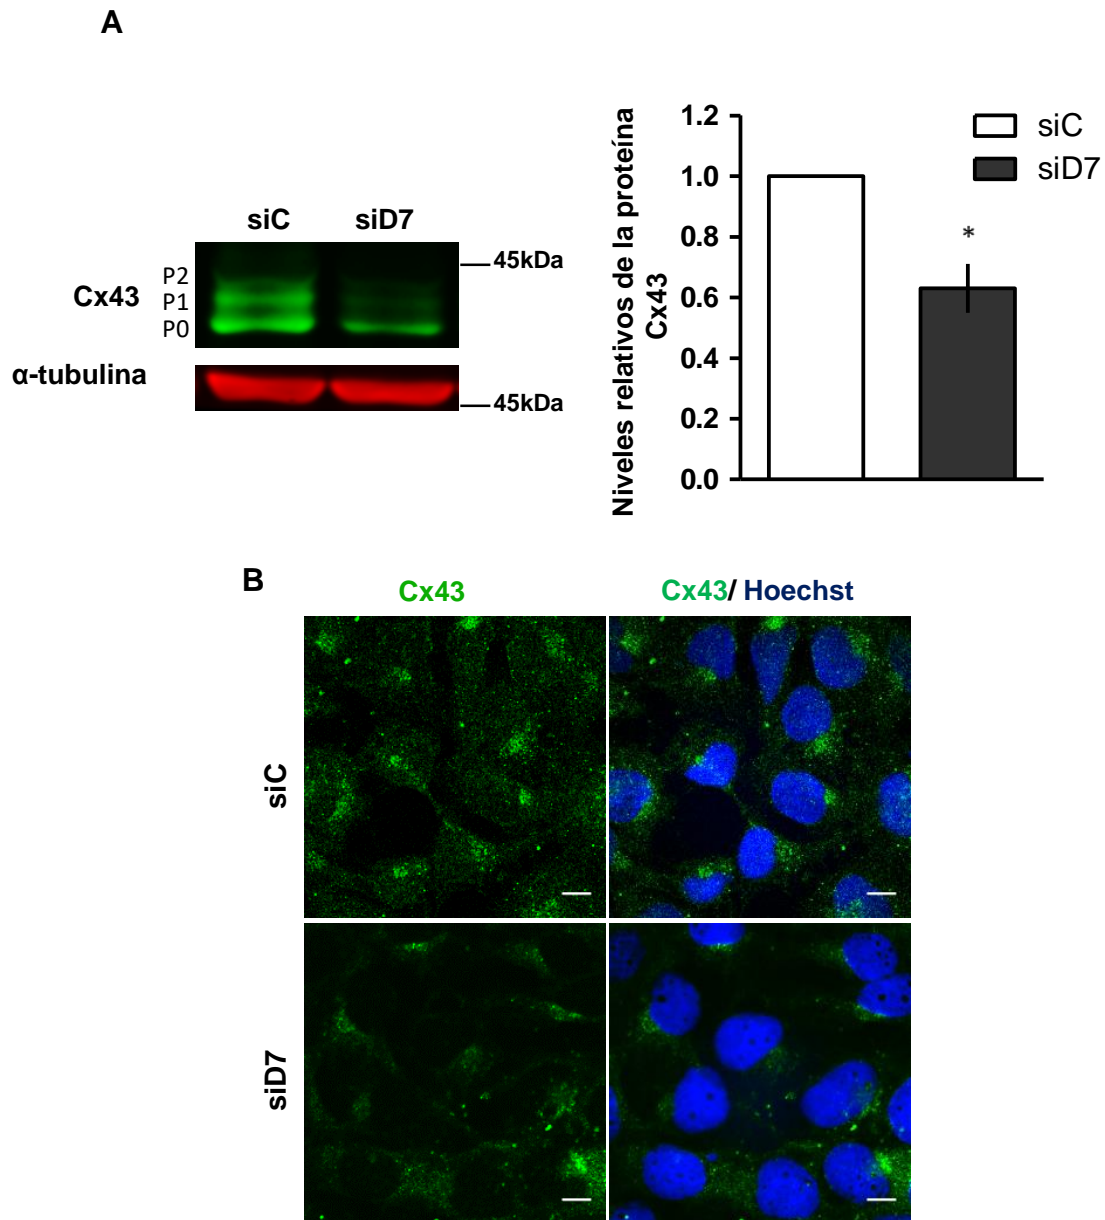 A
siC siD7
Cx43
P2
P1
P0
45kDa
α-tubulina
45kDa
Niveles relativos de la proteína
Cx43
1.2
1.0
0.8
0.6
0.4
0.2
0.0
*
siC
siD7
B
Cx43
Cx43/ Hoechst
siC
siD7